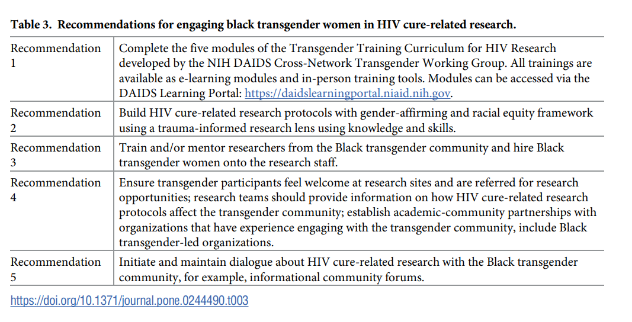 Table 3. Recommendations for engaging black transgender women in HIV cure-related research.
Recommendation
1
Complete the five modules of the Transgender Training Curriculum for HIV Research
developed by the NIH DAIDS Cross-Network Transgender Working Group. All trainings are
available as e-learning modules and in-person training tools. Modules can be accessed via the
DAIDS Learning Portal: https://daidslearningportal.niaid.nih.gov.
Recommendation
2
Build HIV cure-related research protocols with gender-affirming and racial equity framework
using a trauma-informed research lens using knowledge and skills.
Recommendation
3
Train and/or mentor researchers from the Black transgender community and hire Black
transgender women onto the research staff.
Recommendation
4
Ensure transgender participants feel welcome at research sites and are referred for research
opportunities; research teams should provide information on how HIV cure-related research
protocols affect the transgender community; establish academic-community partnerships with
organizations that have experience engaging with the transgender community, include Black
transgender-led organizations.
Recommendation
5
Initiate and maintain dialogue about HIV cure-related research with the Black transgender
community, for example, informational community forums.
https://doi.org/10.1371/journal.pone.0244490.t003